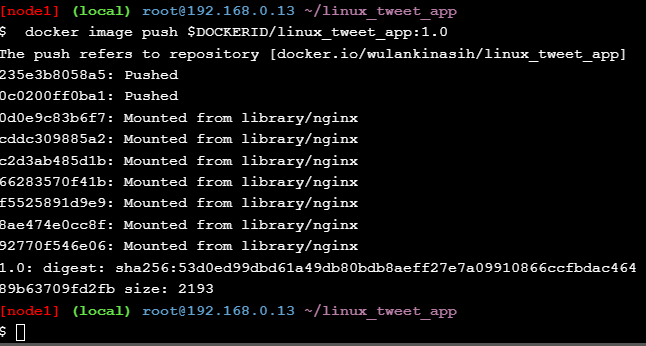 [node1] (local) root@192.168.0.13 ~/linux_tweet_app
$  docker image push $DOCKERID/linux_tweet_app:1.0
The push refers to repository [docker.io/wulankinasih/linux_tweet_app]
235e3b8058a5: Pushed
0c0200ff0ba1: Pushed
0d0e9c83b6f7: Mounted from library/nginx
cddc309885a2: Mounted from library/nginx
c2d3ab485d1b: Mounted from library/nginx
66283570f41b: Mounted from library/nginx
f5525891d9e9: Mounted from library/nginx
8ae474e0cc8f: Mounted from library/nginx
92770f546e06: Mounted from library/nginx
1.0: digest: sha256:53d0ed99dbd61a49db80bdb8aeff27e7a09910866ccfbdac464
89b63709fd2fb size: 2193
[node1] (local) root@192.168.0.13 ~/linux_tweet_app
$